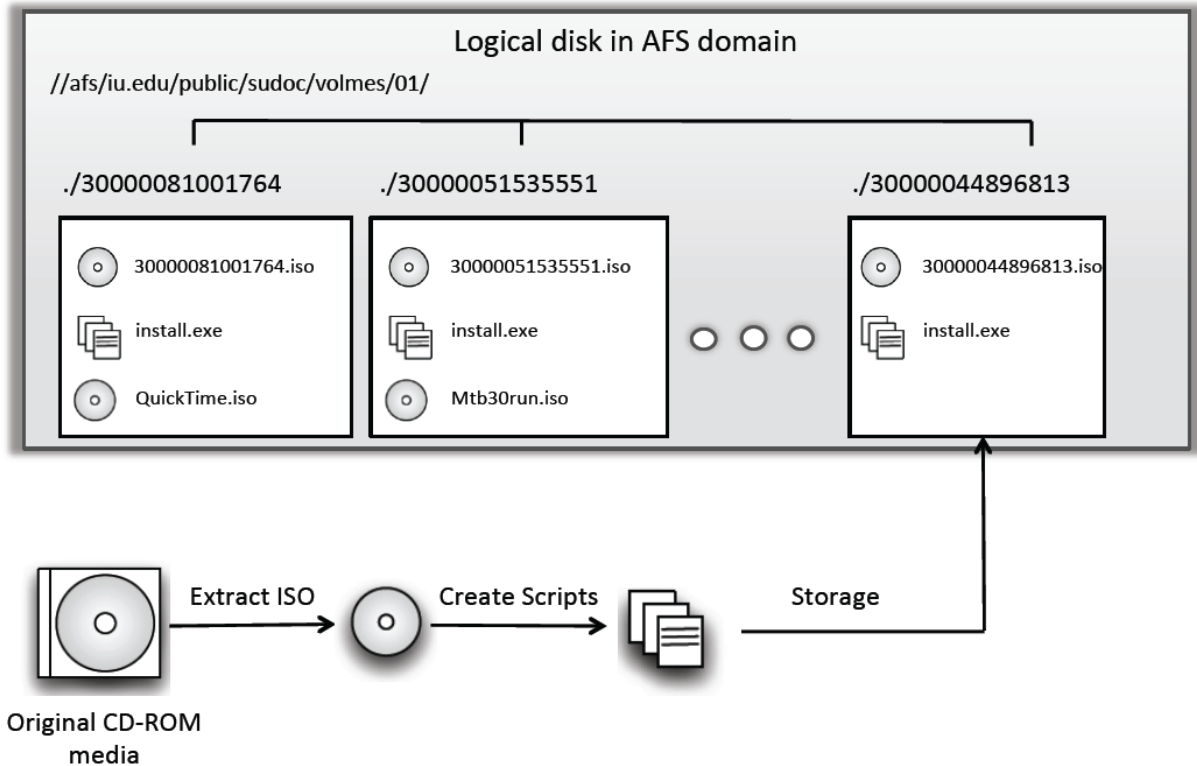 Logical disk in AFS domain
//afs/iu.edu/public/sudoc/volmes/01/
./30000081001764
./30000051535551
./30000044896813
30000081001764.iso
install.exe
QuickTime.iso
30000051535551.iso
install.exe
Mtb30run.iso
30000044896813.iso
install.exe
Extract ISO
Create Scripts
Storage
Original CD-ROM
media